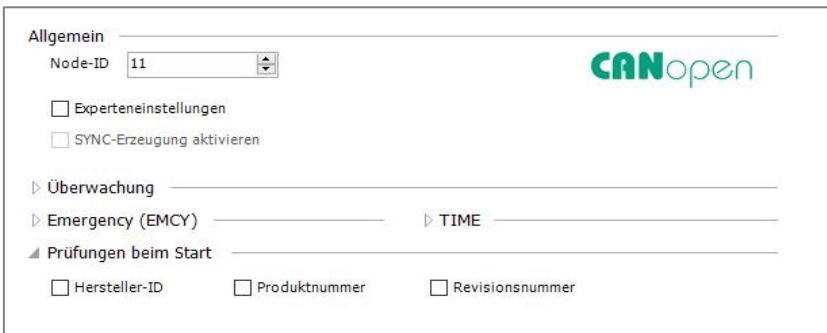 Allgemein
Node-ID 11
CANopen
Experteneinstellungen
SYNC-Erzeugung aktivieren
Überwachung
Emergency (EMCY) TIME
Prüfungen beim Start
Hersteller-ID Produktnummer Revisionsnummer